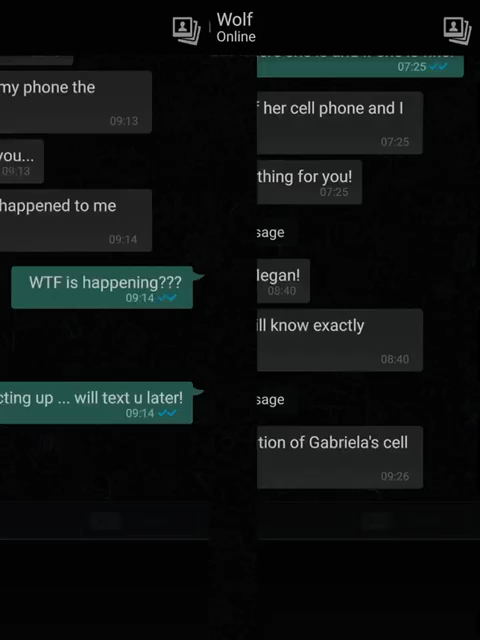 Wolf
Online
my phone the
09:13
you...
09:13
happened to me
09:14
WTF is happening???
09:14
cting up ... will text u later!
09:14
07:25
f her cell phone and I
07:25
thing for you!
07:25
sage
legan!
08:40
ill know exactly
08:40
sage
tion of Gabriela's cell
09:26